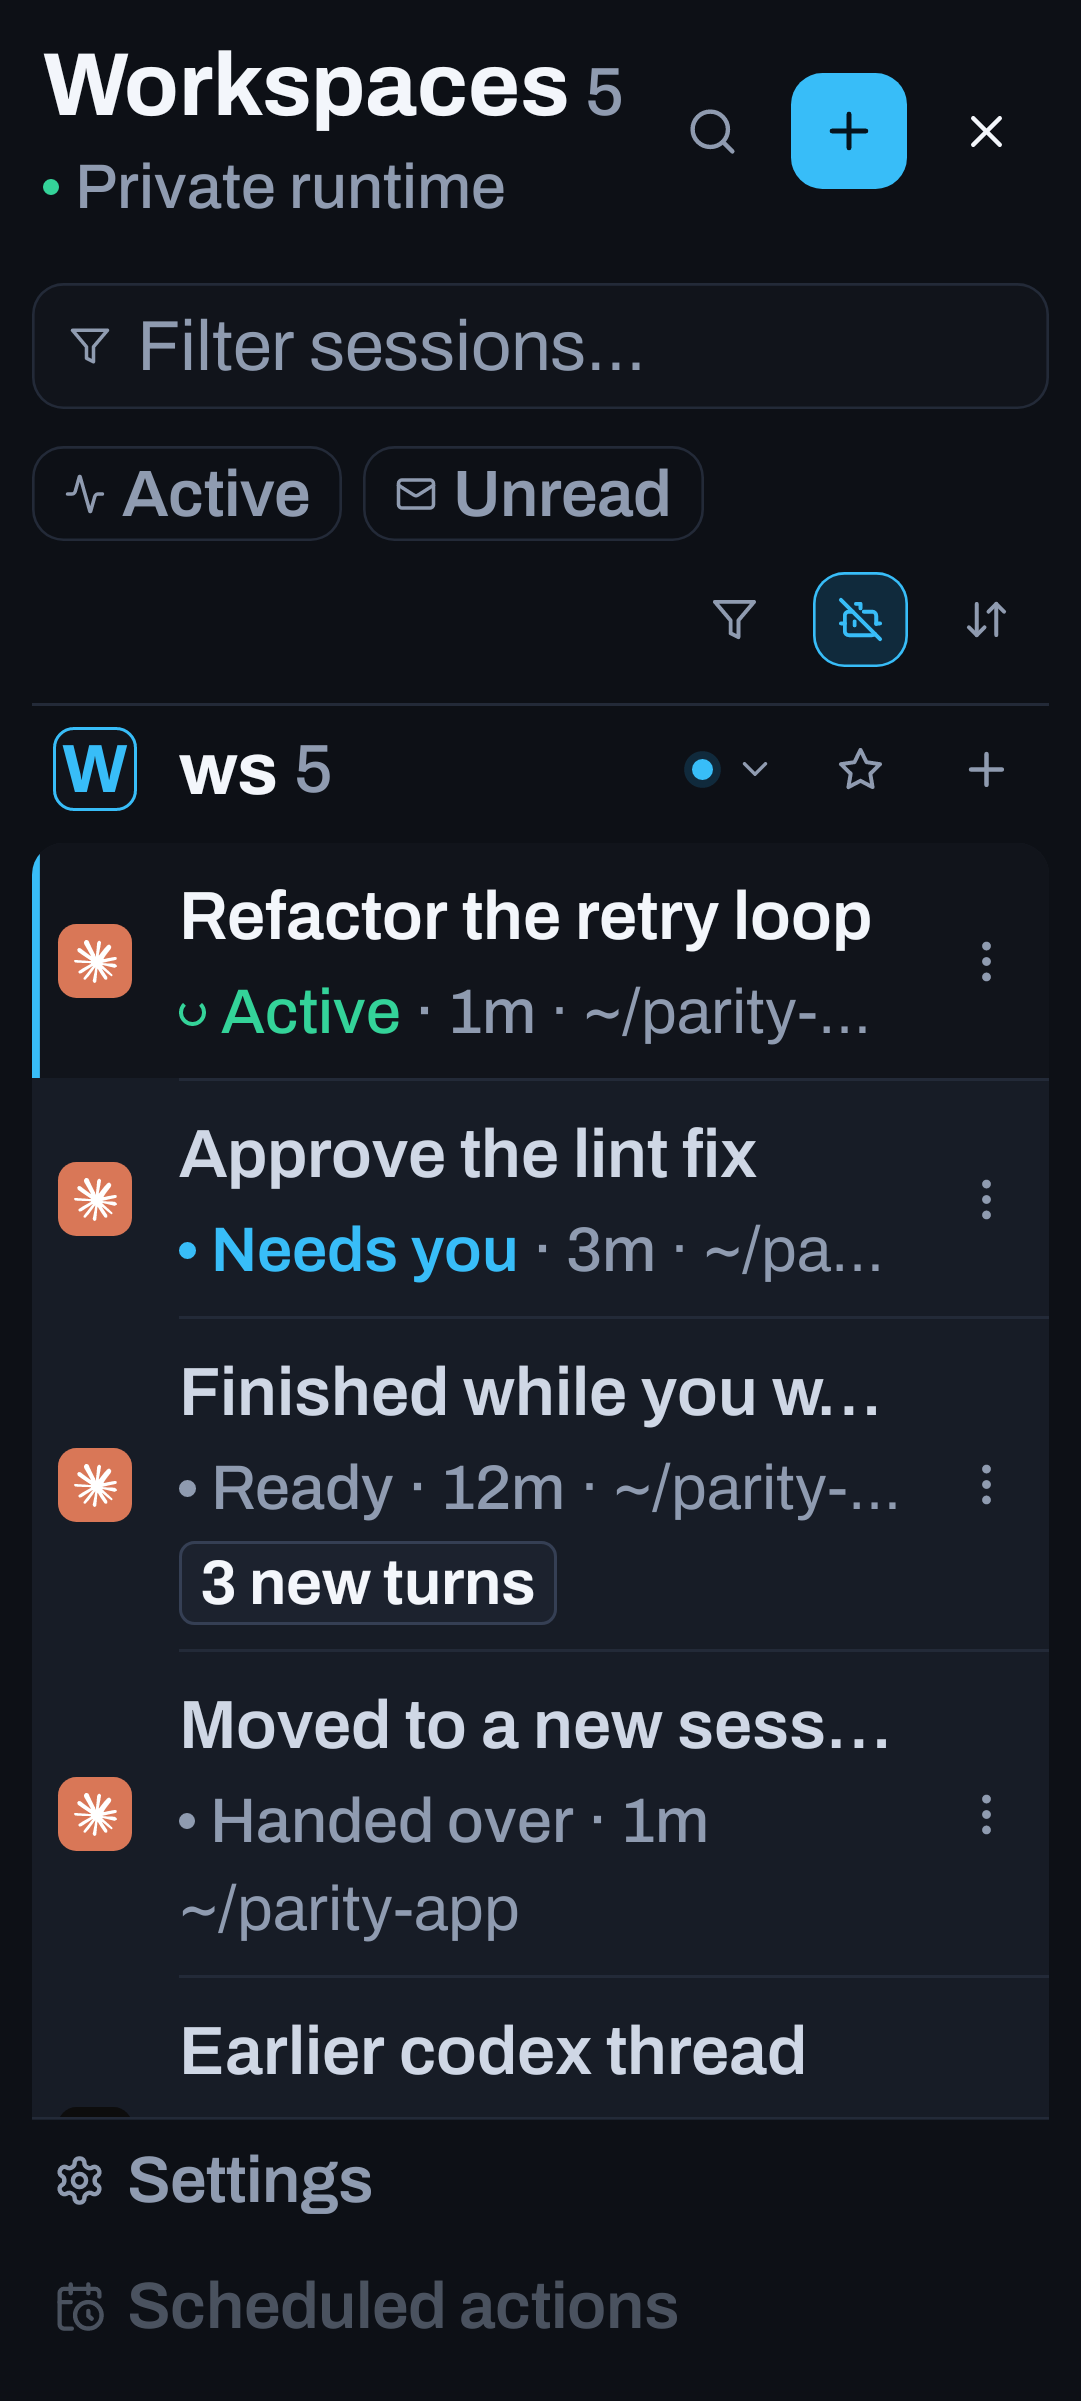 Workspaces 5
Private runtime
Filter sessions...
Active Unread
W ws 5
Refactor the retry loop
Active · 1m · ~/parity-...
Approve the lint fix
Needs you · 3m · ~/pa...
Finished while you w...
Ready · 12m · ~/parity-...
3 new turns
Moved to a new sess...
Handed over · 1m
~/parity-app
Earlier codex thread
Settings
Scheduled actions